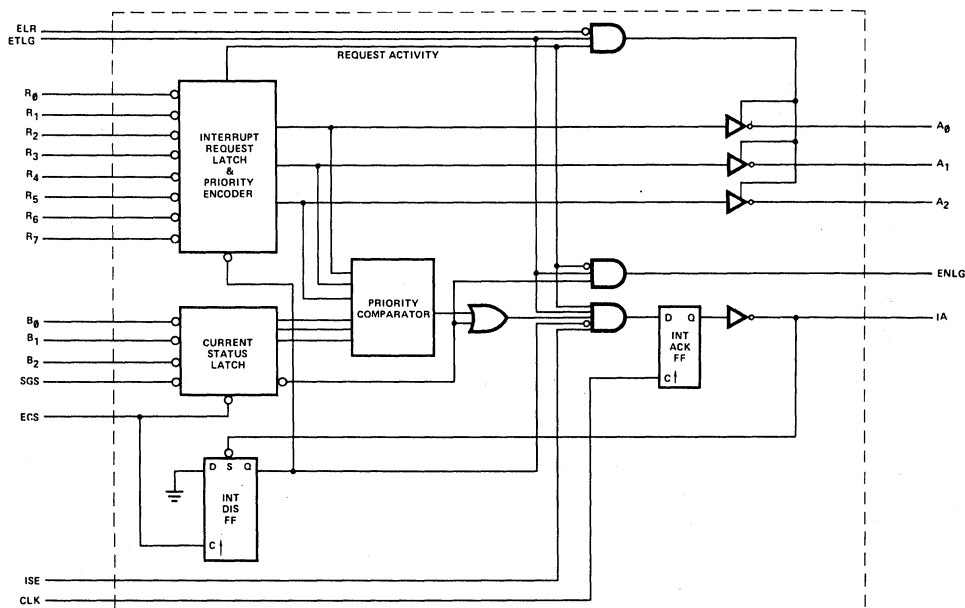 ELR
ETLG
REQUEST ACTIVITY
R0
R1
R2
R3
R4
R5
R6
R7
INTERRUPT
REQUEST
LATCH
&
PRIORITY
ENCODER
A0
A1
A2
PRIORITY
COMPARATOR
ENLG
B0
B1
B2
SGS
CURRENT
STATUS
LATCH
D Q
INT
ACK
FF
C↑
IA
ECS
D S Q
INT
DIS
FF
C↑
ISE
CLK